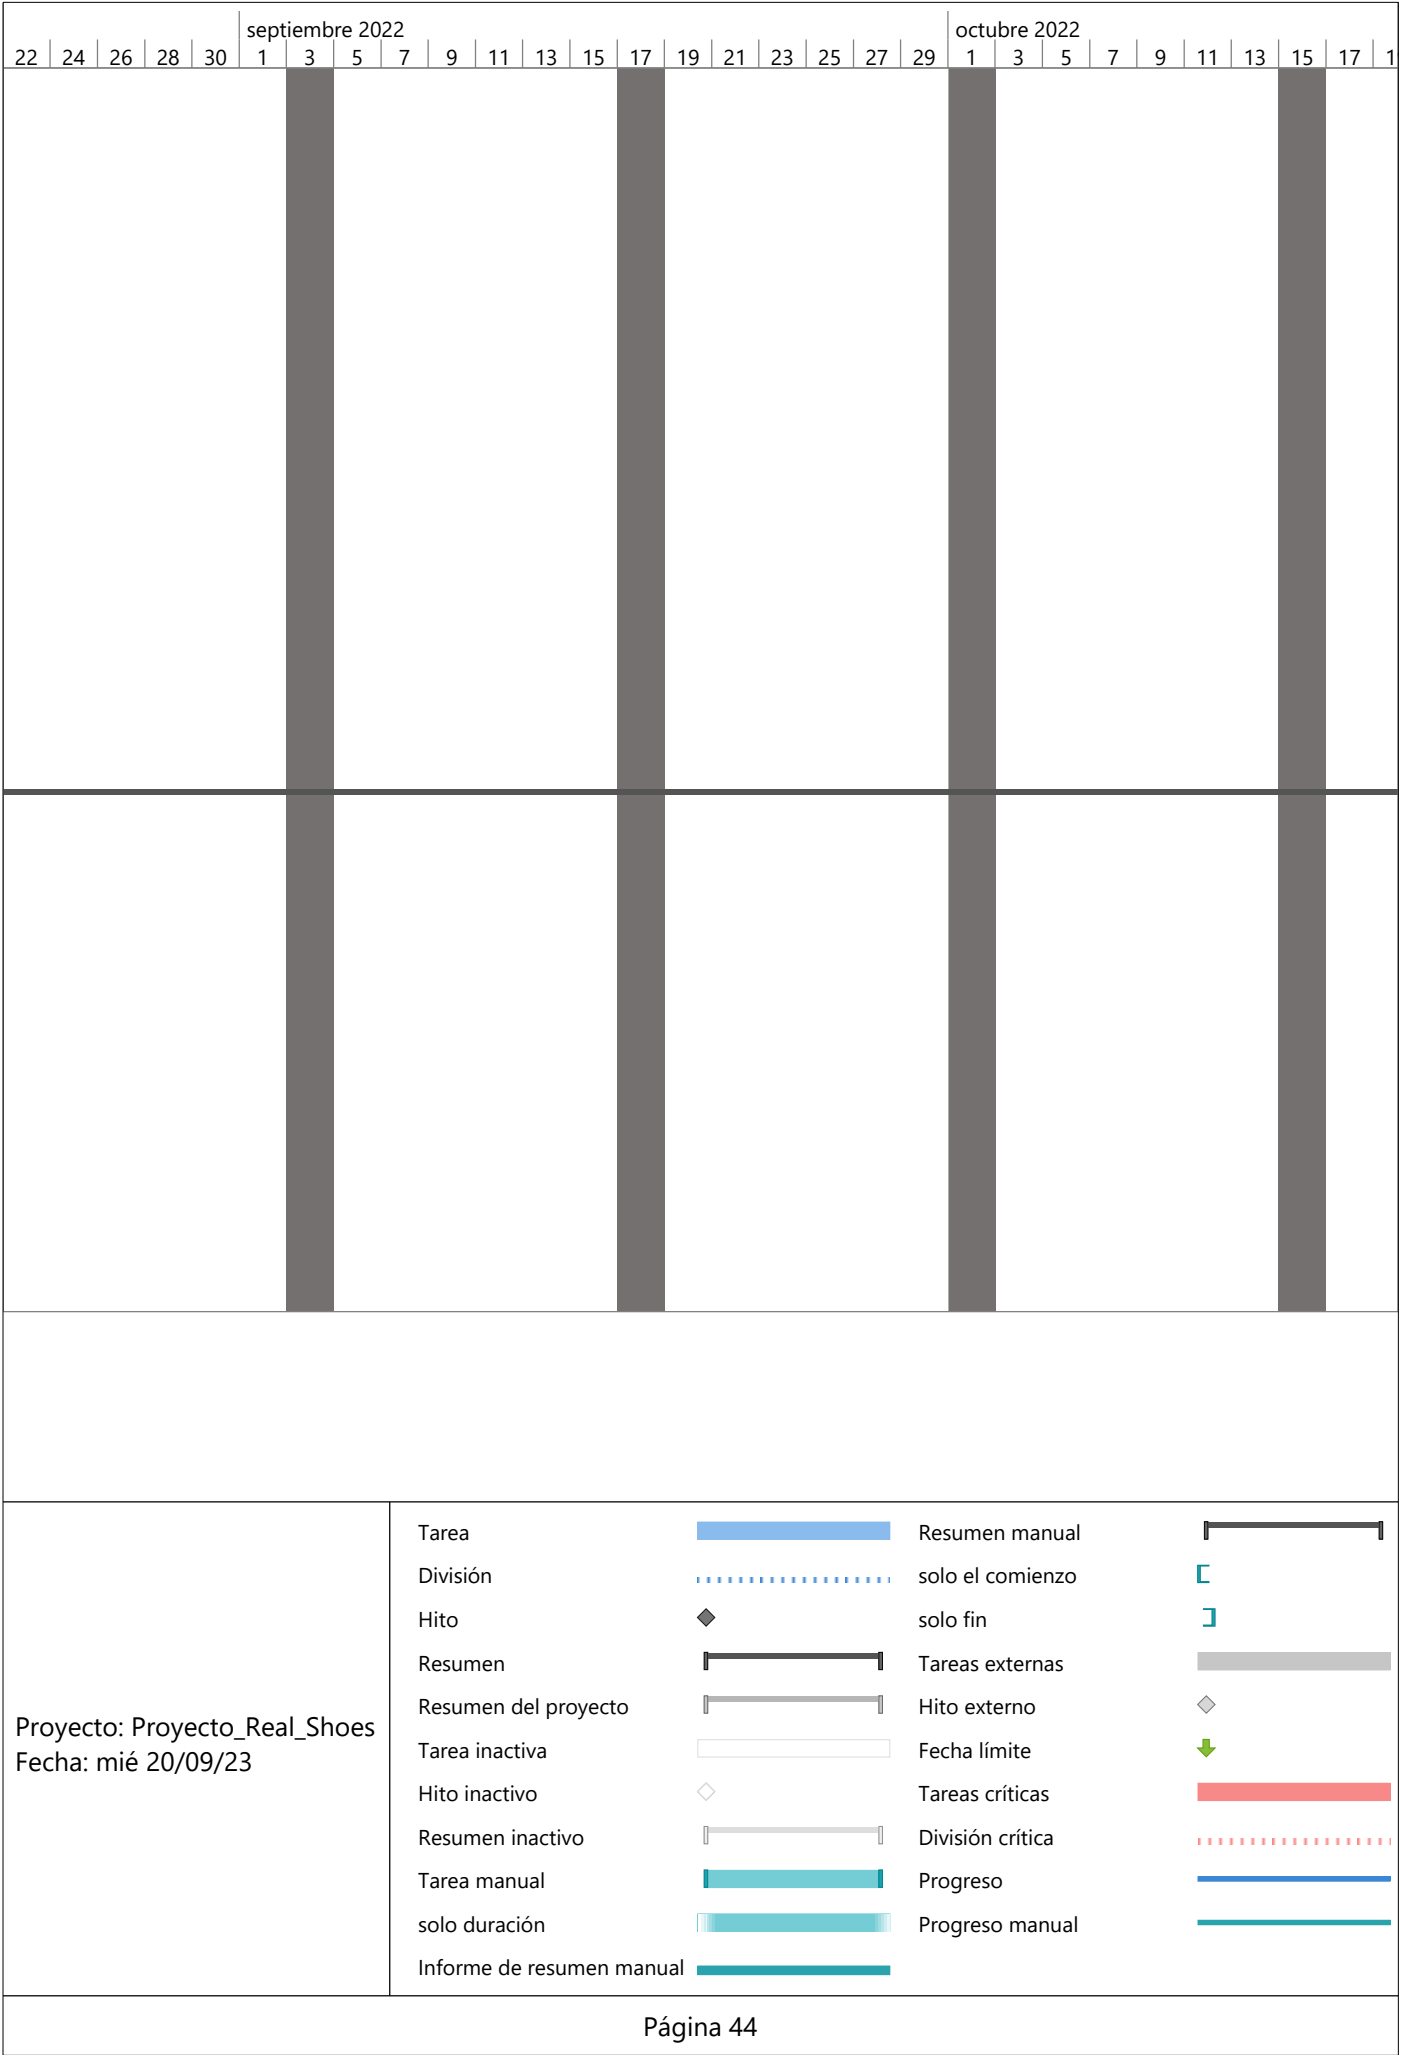 septiembre 2022 octubre 2022
22 24 26 28 30 1 3 5 7 9 11 13 15 17 19 21 23 25 27 29 1 3 5 7 9 11 13 15 17 1
Tarea
División
Hito
Resumen
Resumen del proyecto
Tarea inactiva
Hito inactivo
Resumen inactivo
Tarea manual
solo duración
Informe de resumen manual
Resumen manual
solo el comienzo
solo fin
Tareas externas
Hito externo
Fecha límite
Tareas críticas
División crítica
Progreso
Progreso manual
Proyecto: Proyecto_Real_Shoes
Fecha: mié 20/09/23
Página 44